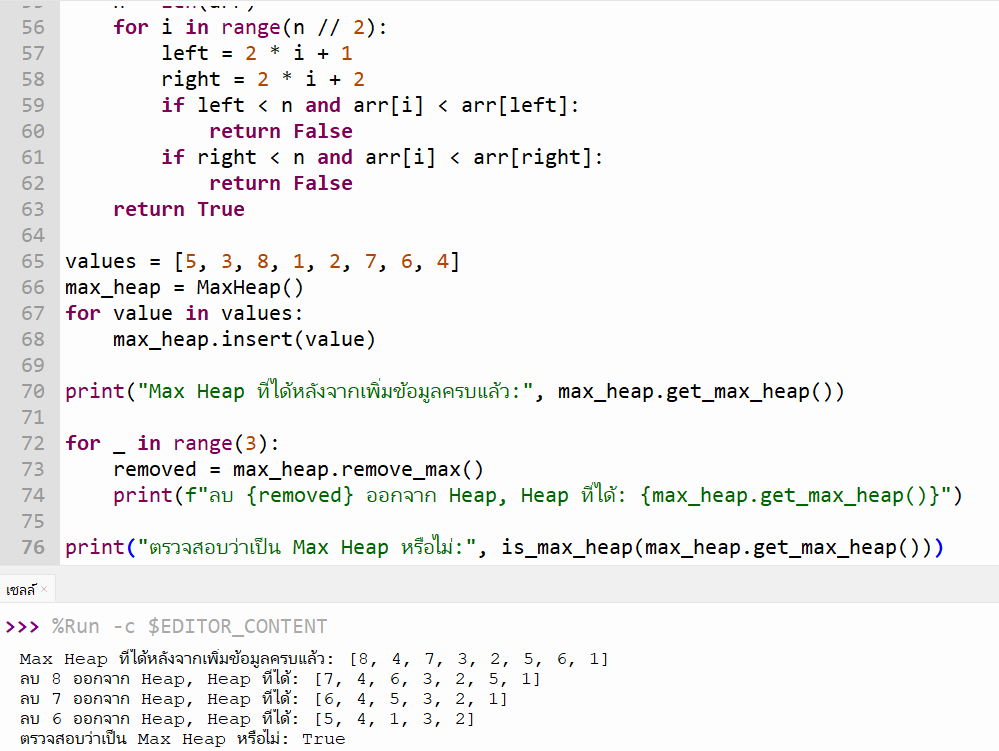 56     for i in range(n // 2):
57         left = 2 * i + 1
58         right = 2 * i + 2
59         if left < n and arr[i] < arr[left]:
60             return False
61         if right < n and arr[i] < arr[right]:
62             return False
63     return True
64
65 values = [5, 3, 8, 1, 2, 7, 6, 4]
66 max_heap = MaxHeap()
67 for value in values:
68     max_heap.insert(value)
69
70 print("Max Heap ที่ได้หลังจากเพิ่มข้อมูลครบแล้ว:", max_heap.get_max_heap())
71
72 for _ in range(3):
73     removed = max_heap.remove_max()
74     print(f"ลบ {removed} ออกจาก Heap, Heap ที่ได้: {max_heap.get_max_heap()}")
75
76 print("ตรวจสอบว่าเป็น Max Heap หรือไม่:", is_max_heap(max_heap.get_max_heap()))
เชลล์ ×
>>> %Run -c $EDITOR_CONTENT
Max Heap ที่ได้หลังจากเพิ่มข้อมูลครบแล้ว: [8, 4, 7, 3, 2, 5, 6, 1]
ลบ 8 ออกจาก Heap, Heap ที่ได้: [7, 4, 6, 3, 2, 5, 1]
ลบ 7 ออกจาก Heap, Heap ที่ได้: [6, 4, 5, 3, 2, 1]
ลบ 6 ออกจาก Heap, Heap ที่ได้: [5, 4, 1, 3, 2]
ตรวจสอบว่าเป็น Max Heap หรือไม่: True